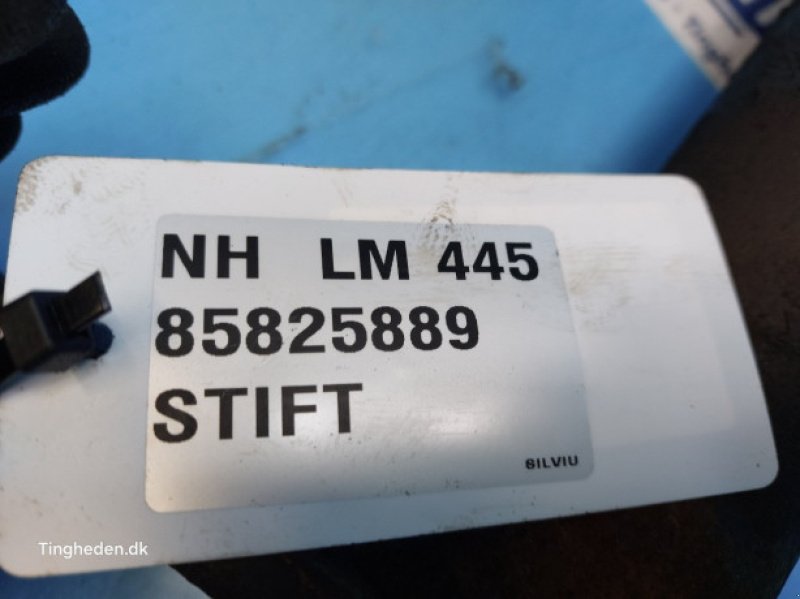 NH LM 445
85825889
STIFT
SILVIU
Tingheden.dk